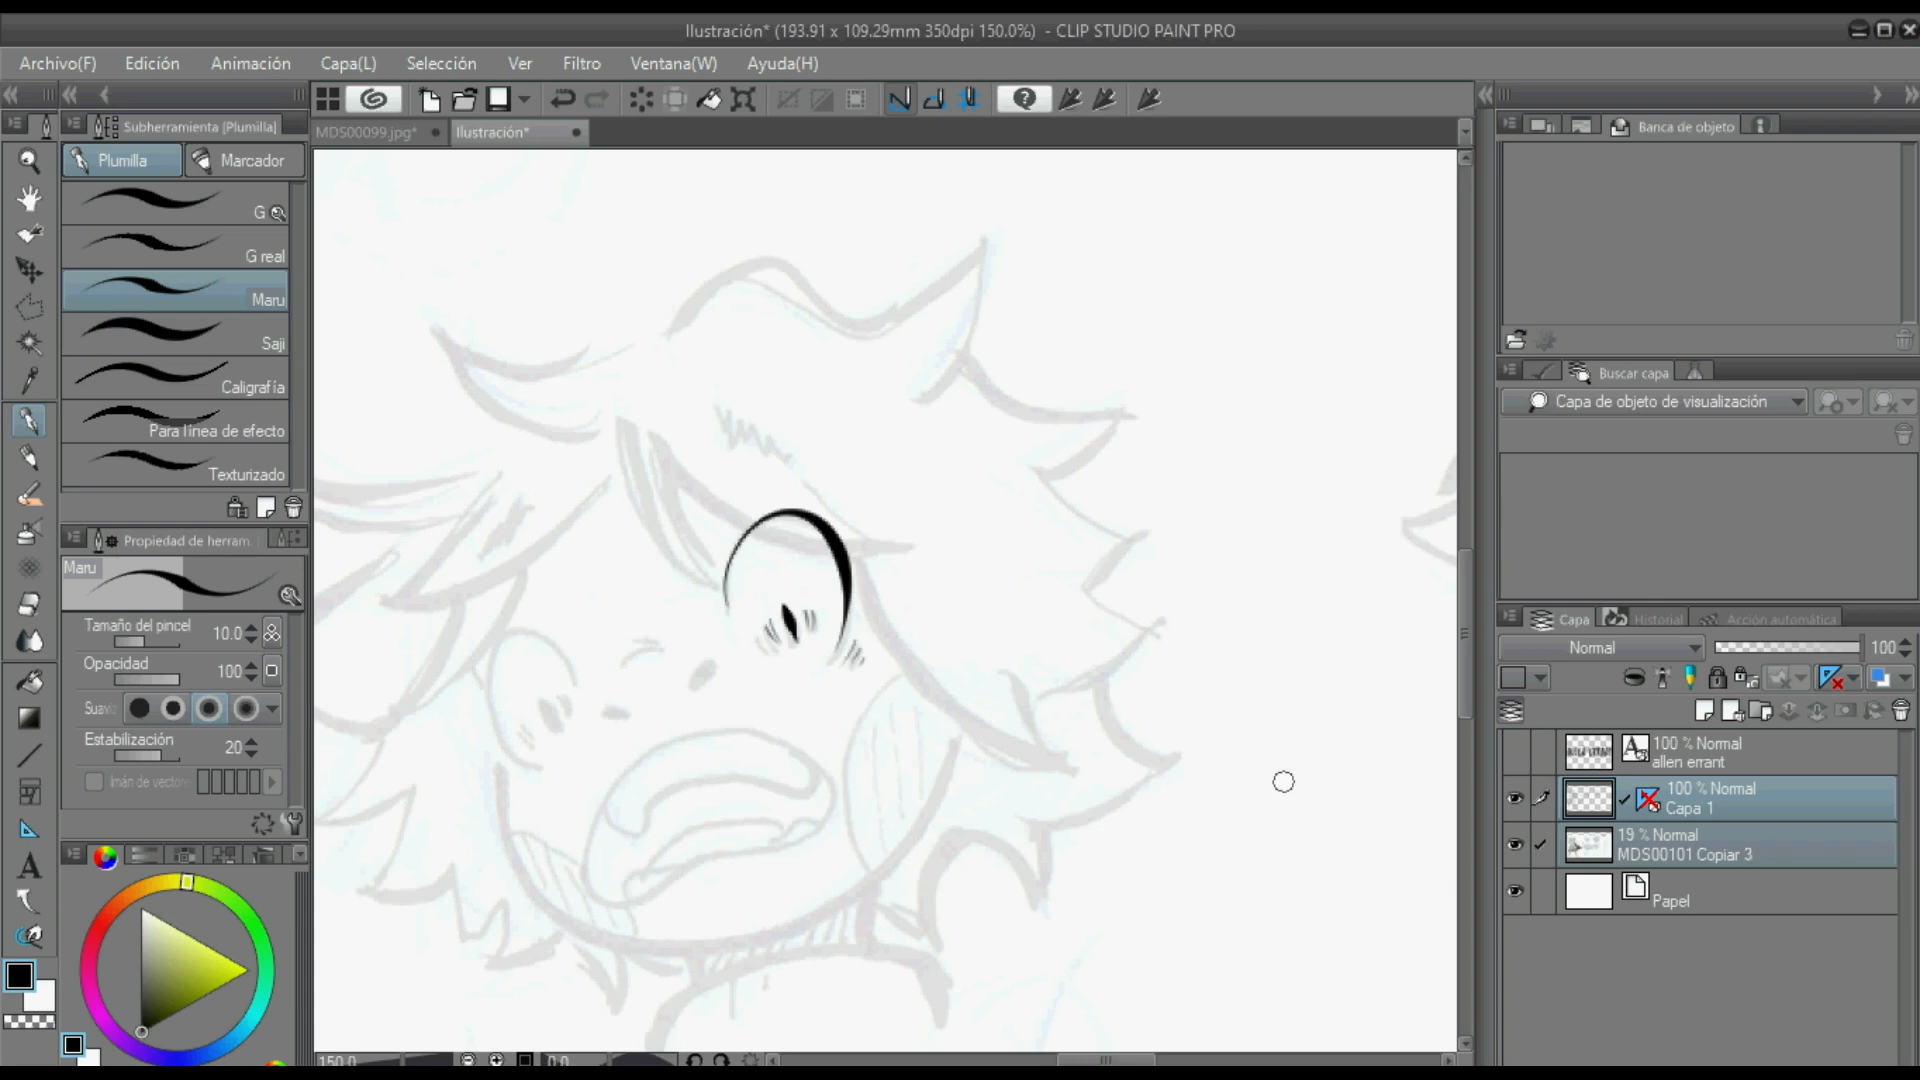 Ilustración* (193.91 x 109.29mm 350dpi 150.0%) - CLIP STUDIO PAINT PRO
Archivo(F) Edición Animación Capa(L) Selección Ver Filtro Ventana(W) Ayuda(H)
Subherramienta [Plumilla]
MDS00099.jpg*
Ilustración*
Banca de objeto
Plumilla
Marcador
G
G real
Maru
Saji
Caligrafía
Para línea de efecto
Texturizado
Propiedad de herram.
Maru
Tamaño del pincel 10.0
Opacidad 100
Suavi
Estabilización 20
Imán de vectore
150.0
0.0
Buscar capa
Capa de objeto de visualización
Capa
Historial
Acción automática
Normal
100
100 % Normal
allen errant
100 % Normal
Capa 1
19 % Normal
MDS00101 Copiar 3
Papel